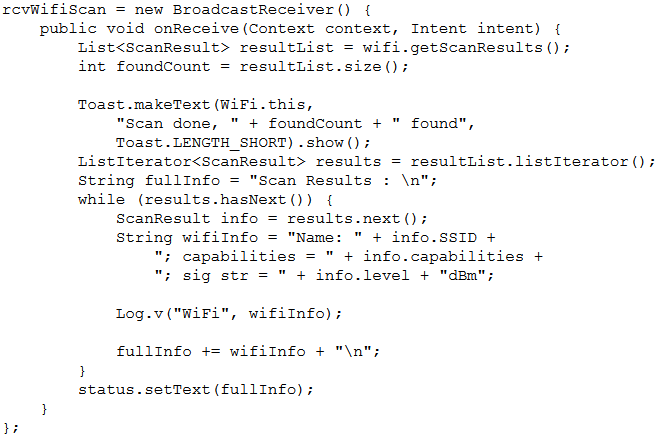 rcvWifiScan = new BroadcastReceiver() {
    public void onReceive(Context context, Intent intent) {
        List<ScanResult> resultList = wifi.getScanResults();
        int foundCount = resultList.size();

        Toast.makeText(WiFi.this,
            "Scan done, " + foundCount + " found",
            Toast.LENGTH_SHORT).show();
        ListIterator<ScanResult> results = resultList.listIterator();
        String fullInfo = "Scan Results : \n";
        while (results.hasNext()) {
            ScanResult info = results.next();
            String wifiInfo = "Name: " + info.SSID +
                "; capabilities = " + info.capabilities +
                "; sig str = " + info.level + "dBm";

            Log.v("WiFi", wifiInfo);

            fullInfo += wifiInfo + "\n";
        }
        status.setText(fullInfo);
    }
};